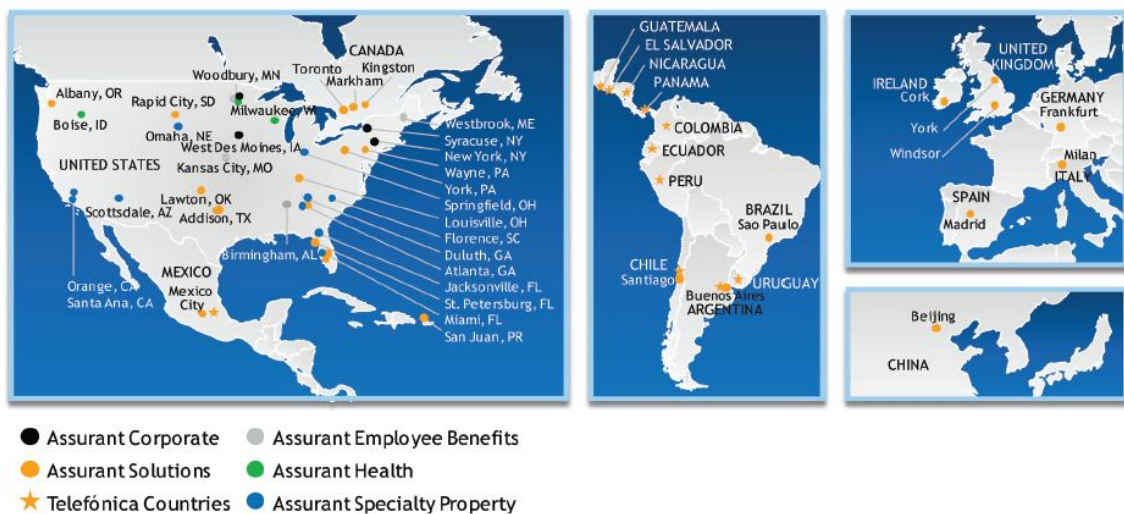 CANADA
Woodbury, MN
Toronto
Kingston
Markham
Albany, OR
Rapid City, SD
Milwaukee, WI
Boise, ID
Omaha, NE
West Des Moines, IA
UNITED STATES
Kansas City, MO
Lawton, OK
Scottsdale, AZ
Addison, TX
Birmingham, AL
Orange, CA
Santa Ana, CA
MEXICO
Mexico
City
Westbrook, ME
Syracuse, NY
New York, NY
Wayne, PA
York, PA
Springfield, OH
Louisville, OH
Florence, SC
Duluth, GA
Atlanta, GA
Jacksonville, FL
St. Petersburg, FL
Miami, FL
San Juan, PR
GUATEMALA
EL SALVADOR
NICARAGUA
PANAMA
COLOMBIA
ECUADOR
PERU
BRAZIL
Sao Paulo
CHILE
Santiago
URUGUAY
Buenos Aires
ARGENTINA
UNITED
KINGDOM
IRELAND
Cork
GERMANY
Frankfurt
York
Windsor
Milan
ITALY
SPAIN
Madrid
Beijing
CHINA
Assurant Corporate
Assurant Employee Benefits
Assurant Solutions
Assurant Health
Telefónica Countries
Assurant Specialty Property